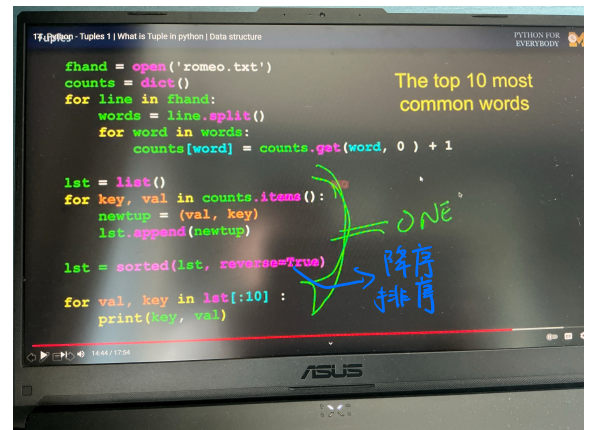 17. Python - Tuples 1 | What is Tuple in python | Data structure
Tuples
PYTHON FOR
EVERYBODY
The top 10 most
common words
fhand = open('romeo.txt')
counts = dict()
for line in fhand:
    words = line.split()
    for word in words:
        counts[word] = counts.get(word, 0 ) + 1
lst = list()
for key, val in counts.items():
    newtup = (val, key)
    lst.append(newtup)
lst = sorted(lst, reverse=True)
for val, key in lst[:10] :
    print(key, val)
ONE
降序
排序
14:44 / 17:54
ASUS